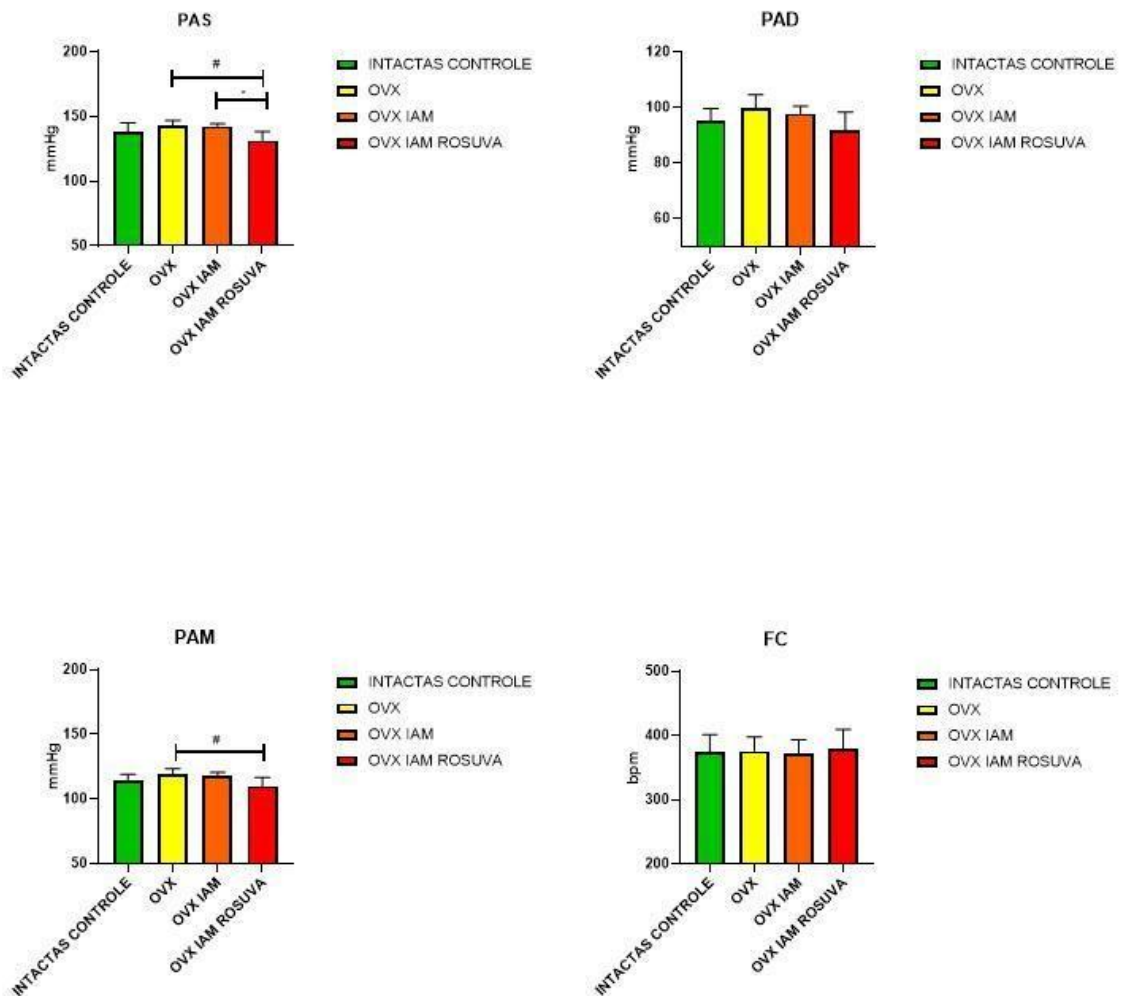 PAS
200
150
100
50
mmHg
#
*
INTACTAS CONTROLE
OVX
OVX IAM
OVX IAM ROSUVA
INTACTAS CONTROLE
OVX
OVX IAM
OVX IAM ROSUVA
PAD
120
100
80
60
mmHg
INTACTAS CONTROLE
OVX
OVX IAM
OVX IAM ROSUVA
INTACTAS CONTROLE
OVX
OVX IAM
OVX IAM ROSUVA
PAM
200
150
100
50
mmHg
#
INTACTAS CONTROLE
OVX
OVX IAM
OVX IAM ROSUVA
INTACTAS CONTROLE
OVX
OVX IAM
OVX IAM ROSUVA
FC
500
400
300
200
bpm
INTACTAS CONTROLE
OVX
OVX IAM
OVX IAM ROSUVA
INTACTAS CONTROLE
OVX
OVX IAM
OVX IAM ROSUVA